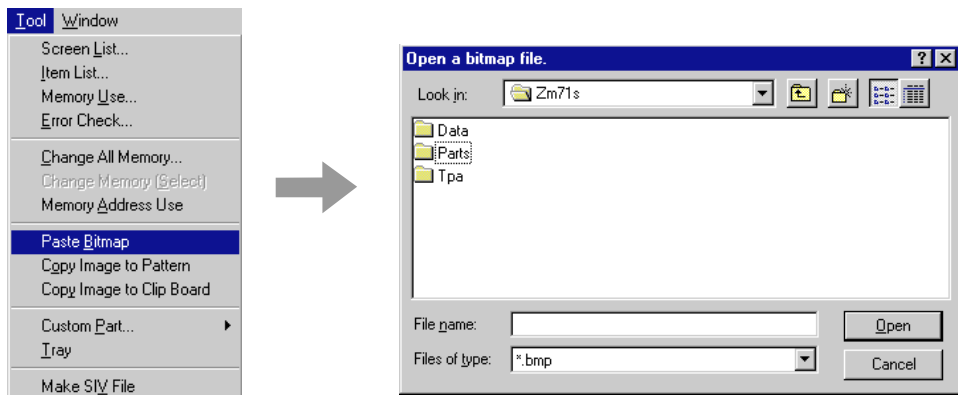 Tool Window
Screen List...
Item List...
Memory Use...
Error Check...
Change All Memory...
Change Memory (Select)
Memory Address Use
Paste Bitmap
Copy Image to Pattern
Copy Image to Clip Board
Custom Part...
Tray
Make SIV File
Open a bitmap file.
Look in: Zm71s
Data
Parts
Tpa
File name: Open
Files of type: *.bmp Cancel